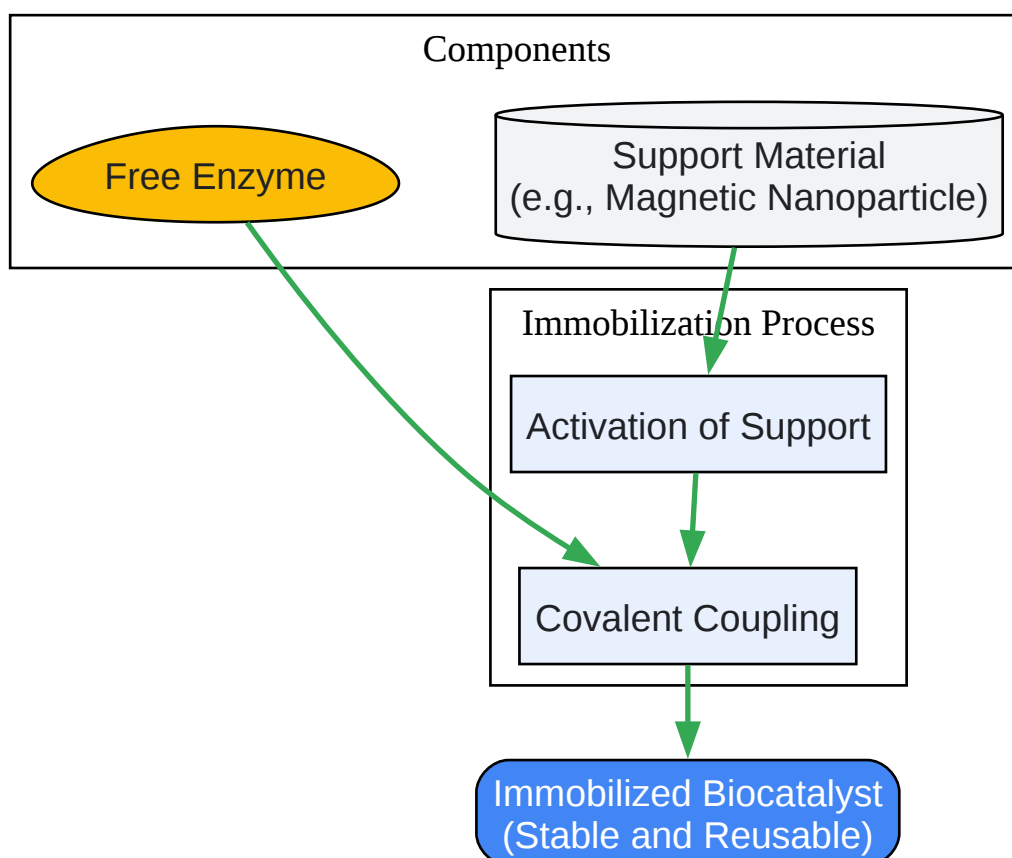 Components
Free Enzyme
Support Material
(e.g., Magnetic Nanoparticle)
Immobilization Process
Activation of Support
Covalent Coupling
Immobilized Biocatalyst
(Stable and Reusable)